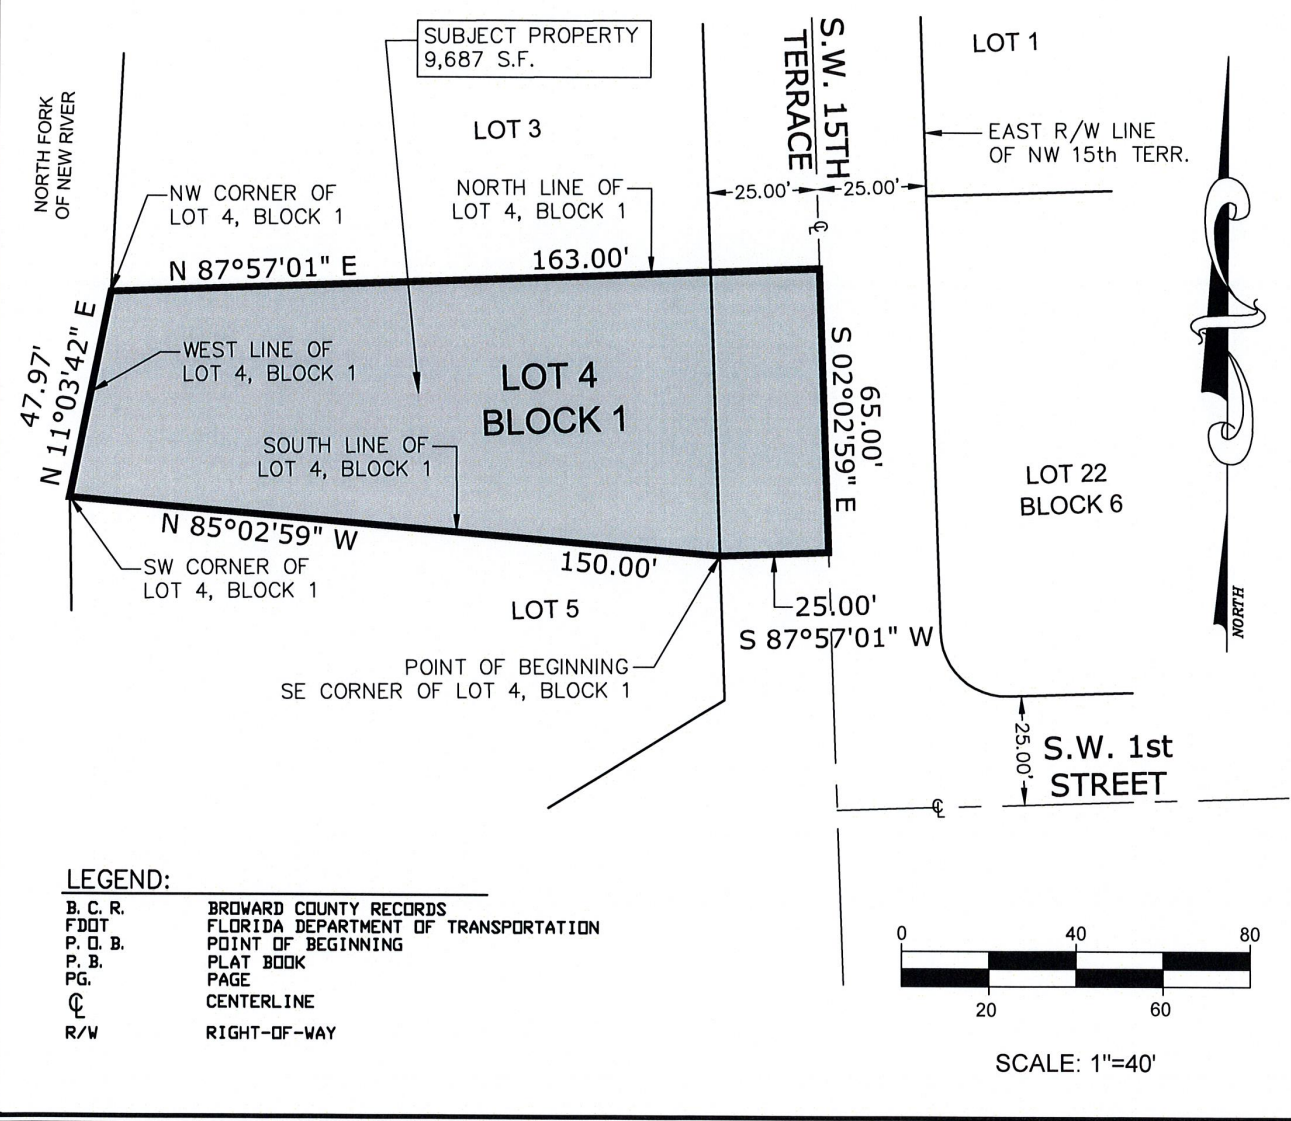 SUBJECT PROPERTY
9,687 S.F.
S.W. 15TH
TERRACE
LOT 1
NORTH FORK
OF NEW RIVER
LOT 3
EAST R/W LINE
OF NW 15th TERR.
NW CORNER OF
LOT 4, BLOCK 1
NORTH LINE OF
LOT 4, BLOCK 1
25.00'
25.00'
℄
N 87°57'01" E
163.00'
47.97'
N 11°03'42" E
WEST LINE OF
LOT 4, BLOCK 1
LOT 4
BLOCK 1
S 02°02'59" E
65.00'
SOUTH LINE OF
LOT 4, BLOCK 1
LOT 22
BLOCK 6
N 85°02'59" W
150.00'
SW CORNER OF
LOT 4, BLOCK 1
LOT 5
25.00'
S 87°57'01" W
NORTH
POINT OF BEGINNING
SE CORNER OF LOT 4, BLOCK 1
25.00'
S.W. 1st
STREET
℄
LEGEND:
B.C.R. BROWARD COUNTY RECORDS
FDOT FLORIDA DEPARTMENT OF TRANSPORTATION
P.O.B. POINT OF BEGINNING
P.B. PLAT BOOK
PG. PAGE
℄ CENTERLINE
R/W RIGHT-OF-WAY
0 40 80
20 60
SCALE: 1"=40'